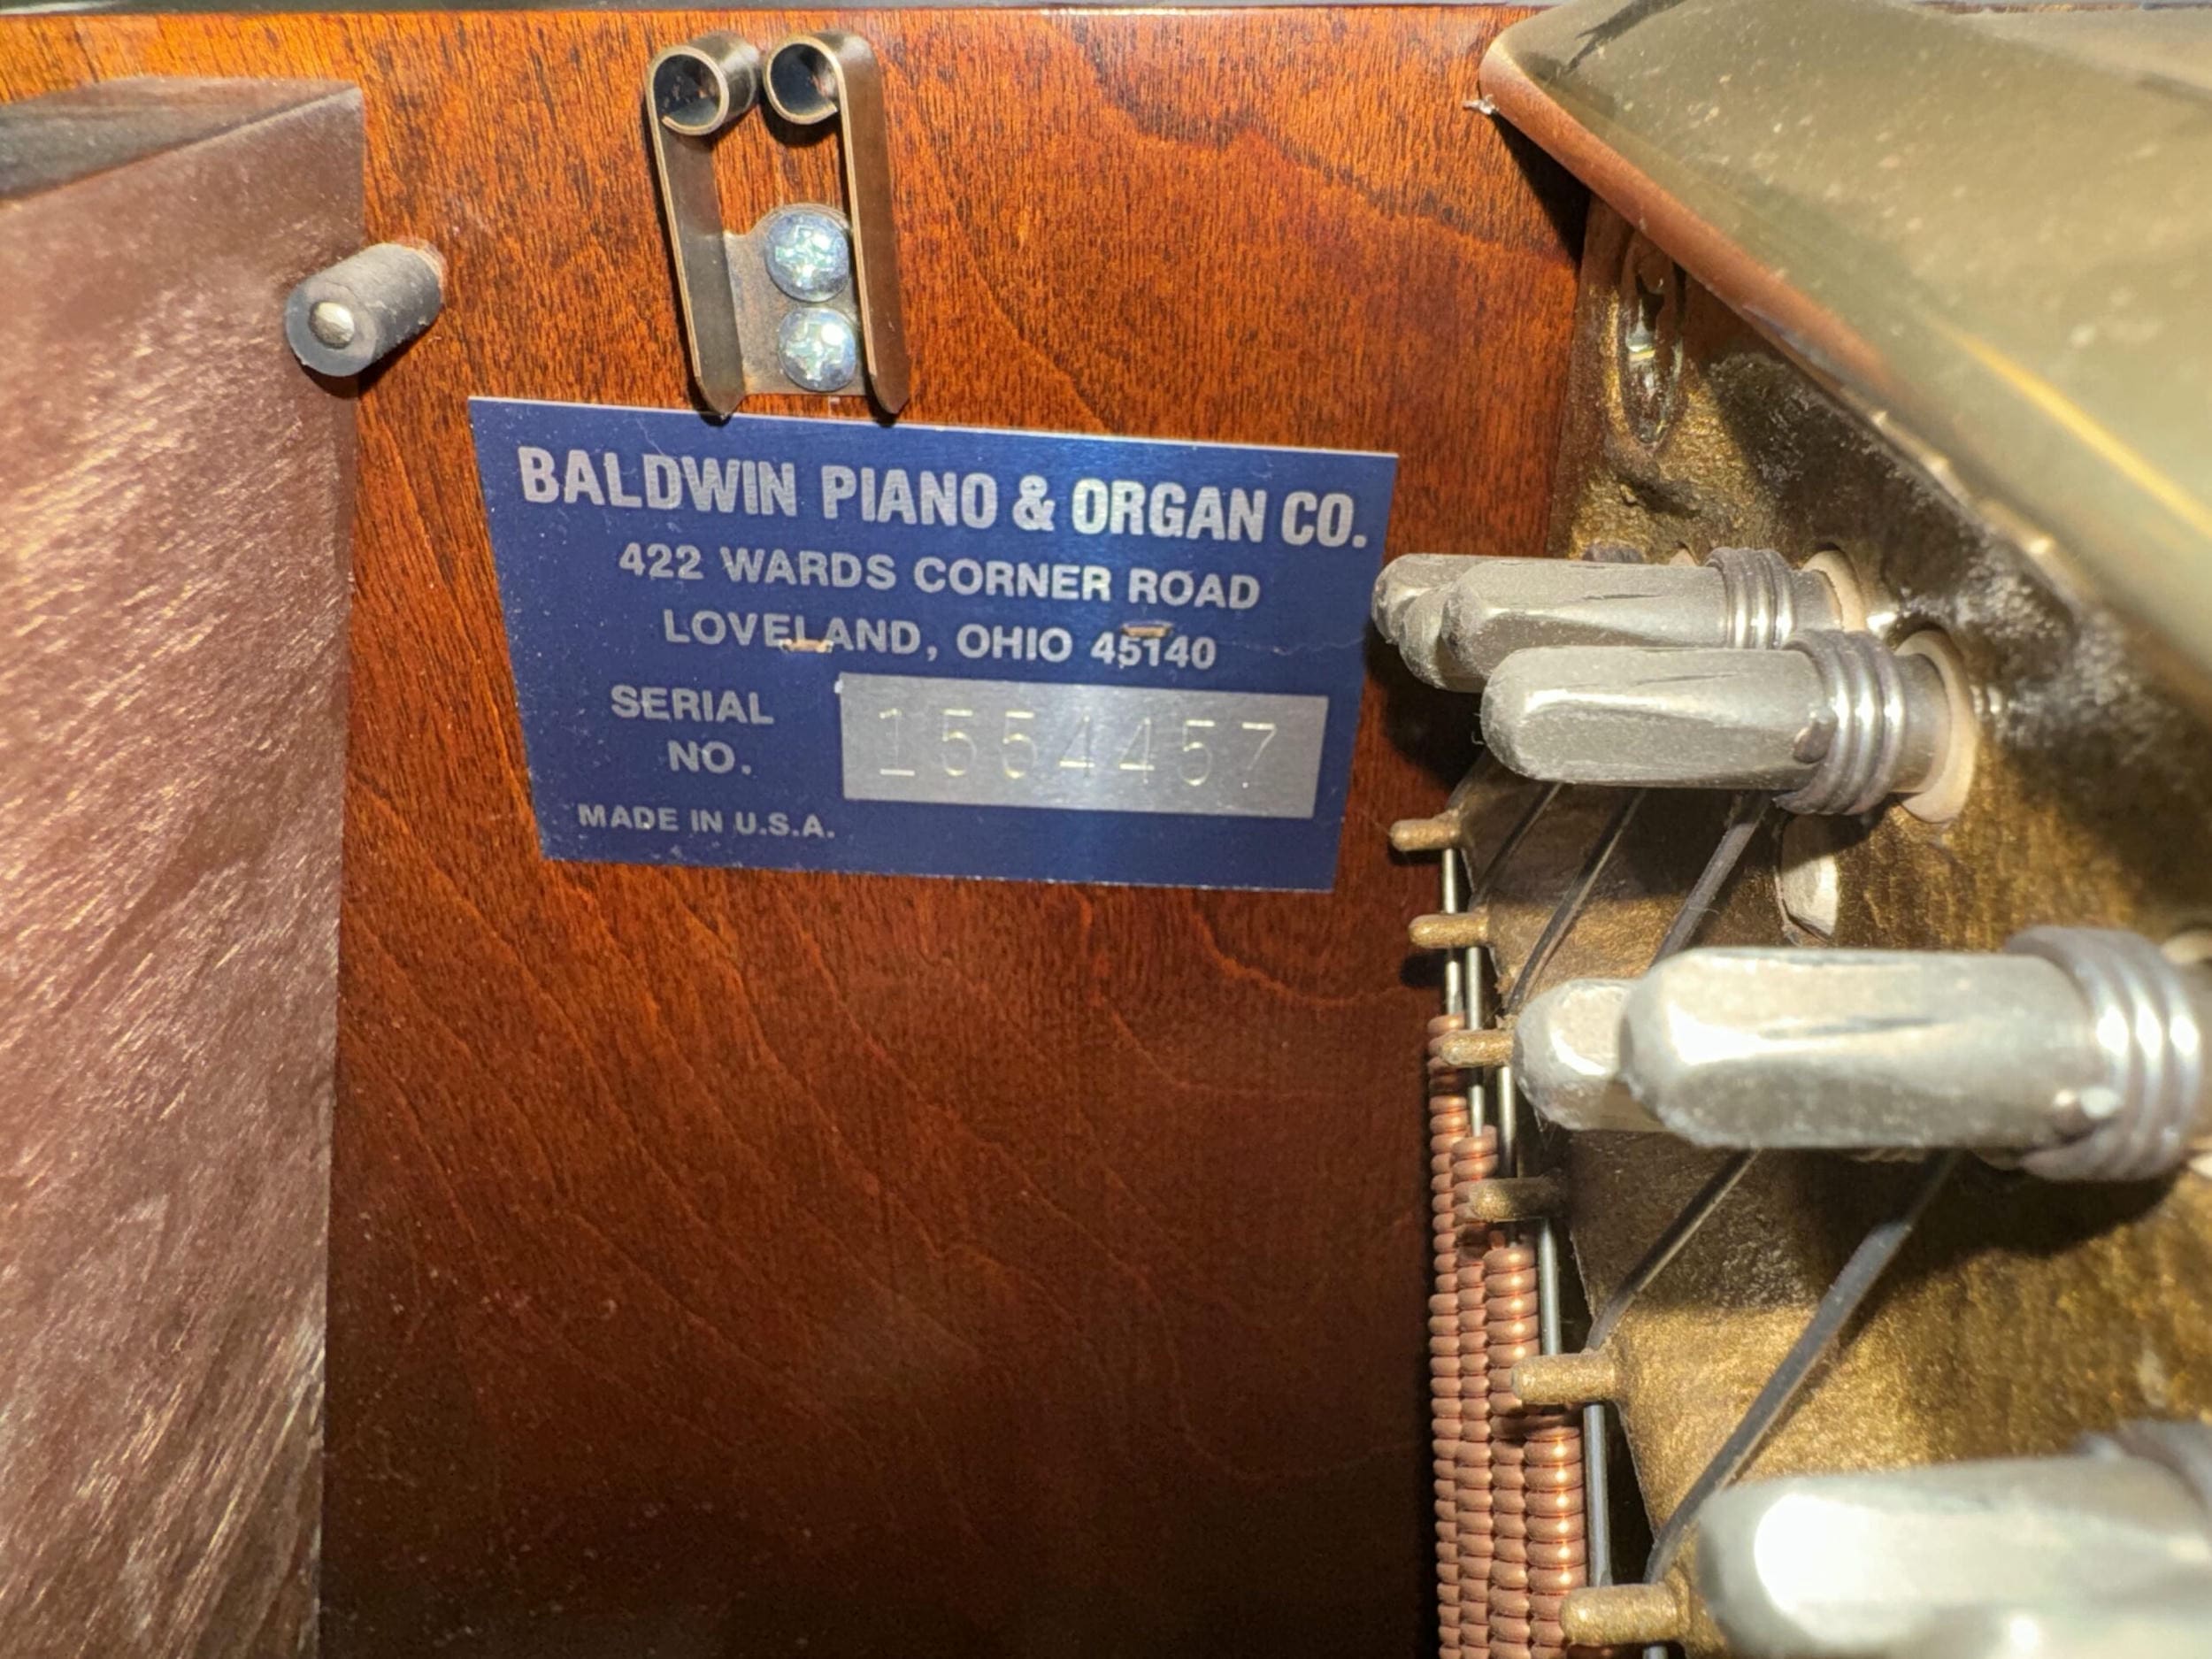 BALDWIN PIANO & ORGAN CO.
422 WARDS CORNER ROAD
LOVELAND, OHIO 45140
SERIAL
NO.
1554457
MADE IN U.S.A.